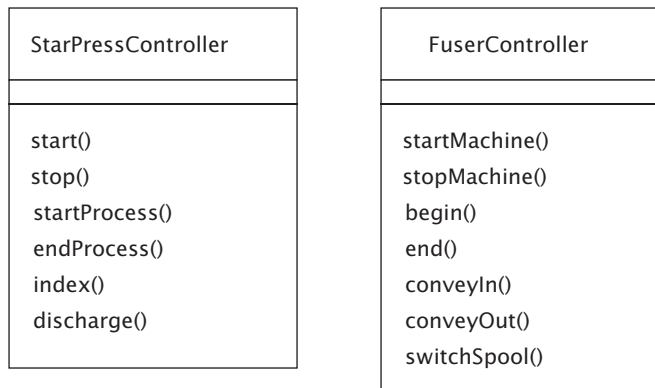 StarPressController
start()
stop()
startProcess()
endProcess()
index()
discharge()
FuserController
startMachine()
stopMachine()
begin()
end()
conveyIn()
conveyOut()
switchSpool()